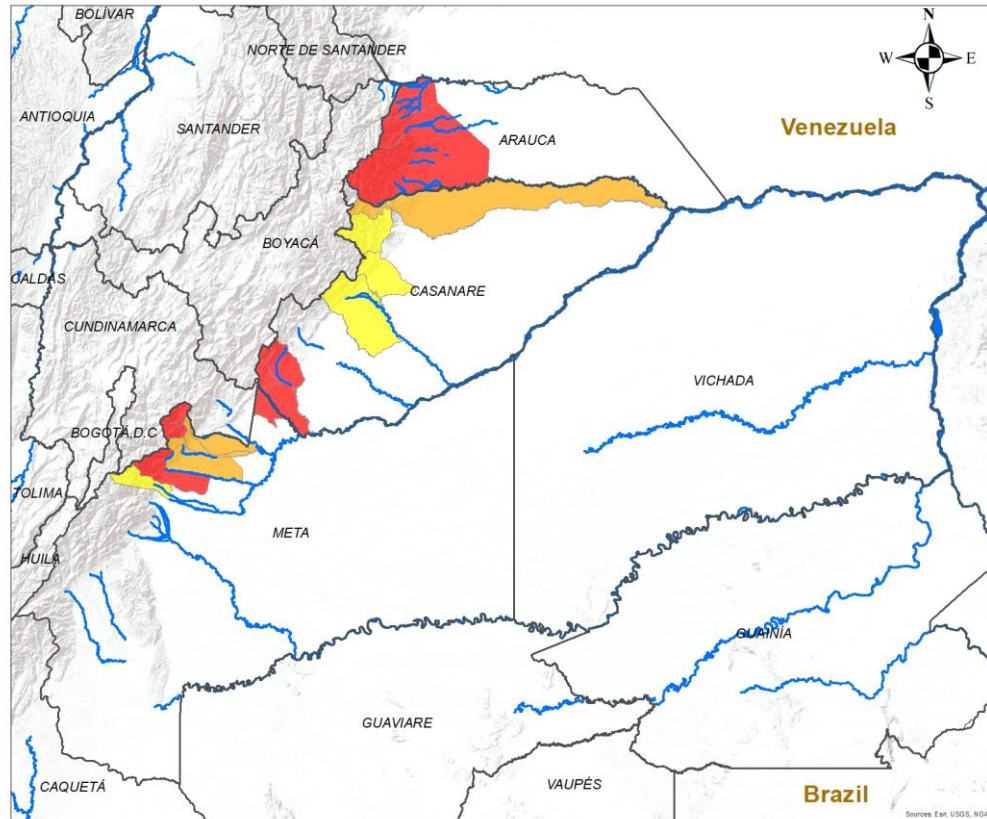 BOLÍVAR
N
NORTE DE SANTANDER
W
E
S
ANTIOQUIA
SANTANDER
ARAUCA
Venezuela
BOYACÁ
CALDAS
CASANARE
CUNDINAMARCA
VICHADA
BOGOTÁ D.C
TOLIMA
META
HUILA
GUAINÍA
GUAVIARE
CAQUETÁ
VAUPÉS
Brazil
Sources: Esri, USGS, NOA